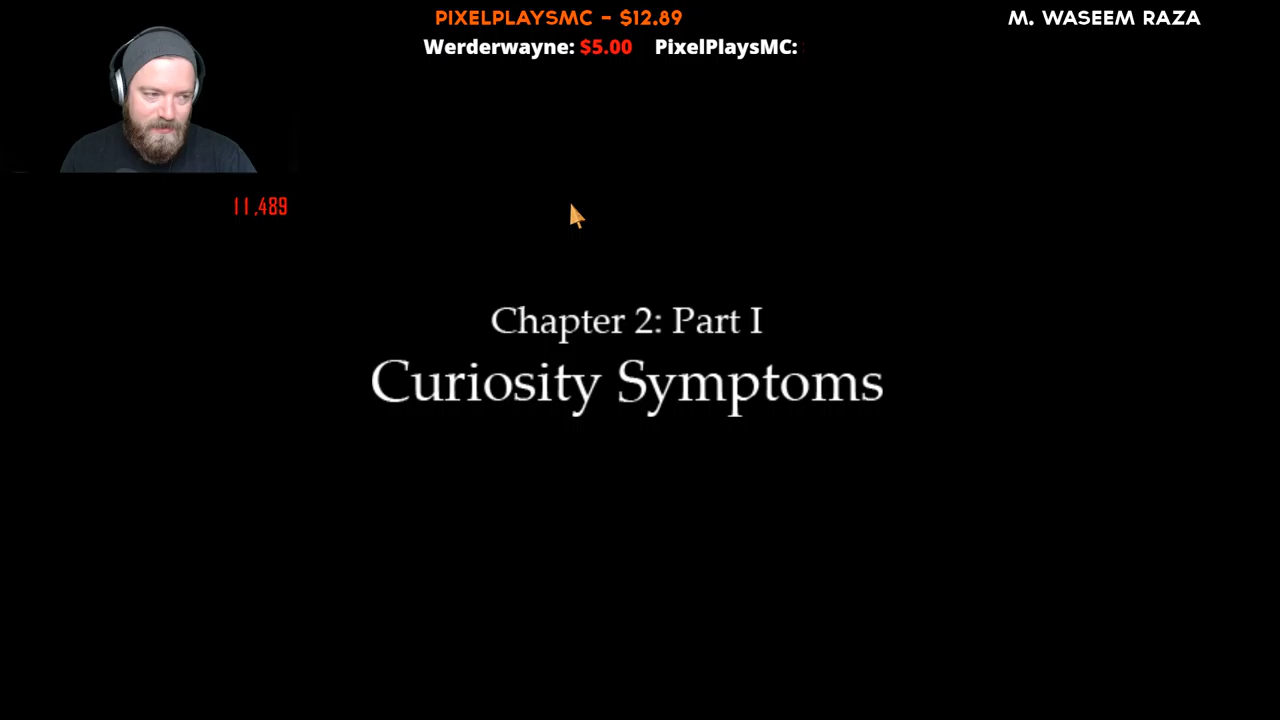 PIXELPLAYSMC - $12.89
M. WASEEM RAZA
Werderwayne: $5.00 PixelPlaysMC:
11,489
Chapter 2: Part I
Curiosity Symptoms